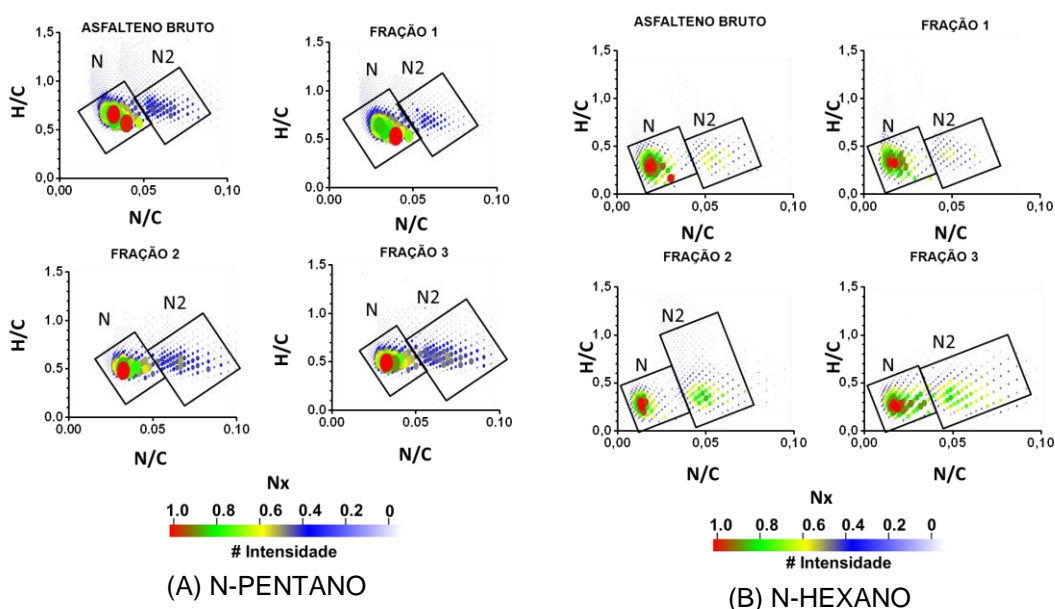 ASFALTENO BRUTO
1,5
1.0
0.5
0.0
0,00
0,05
0,10
H/C
N/C
N
N2
FRAÇÃO 1
1,5
1.0
0.5
0.0
0,00
0,05
0,10
H/C
N/C
N
N2
FRAÇÃO 2
1.5
1.0
0.5
0.0
0.00
0.05
0.10
H/C
N/C
N
N2
FRAÇÃO 3
1.5
1.0
0.5
0.0
0.00
0.05
0.10
H/C
N/C
N
N2
Nx
1.0 0.8 0.6 0.4 0.2 0
# Intensidade
(A) N-PENTANO
ASFALTENO BRUTO
1,5
1,0
0,5
0,0
0,00
0,05
0,10
H/C
N/C
N
N2
FRAÇÃO 1
1,5
1,0
0,5
0,0
0,00
0,05
0,10
H/C
N/C
N
N2
FRAÇÃO 2
1,5
1,0
0,5
0,0
0,00
0,05
0,10
H/C
N/C
N
N2
FRAÇÃO 3
1,5
1,0
0,5
0,0
0,00
0,05
0,10
H/C
N/C
N
N2
Nx
1.0 0.8 0.6 0.4 0.2 0
# Intensidade
(B) N-HEXANO